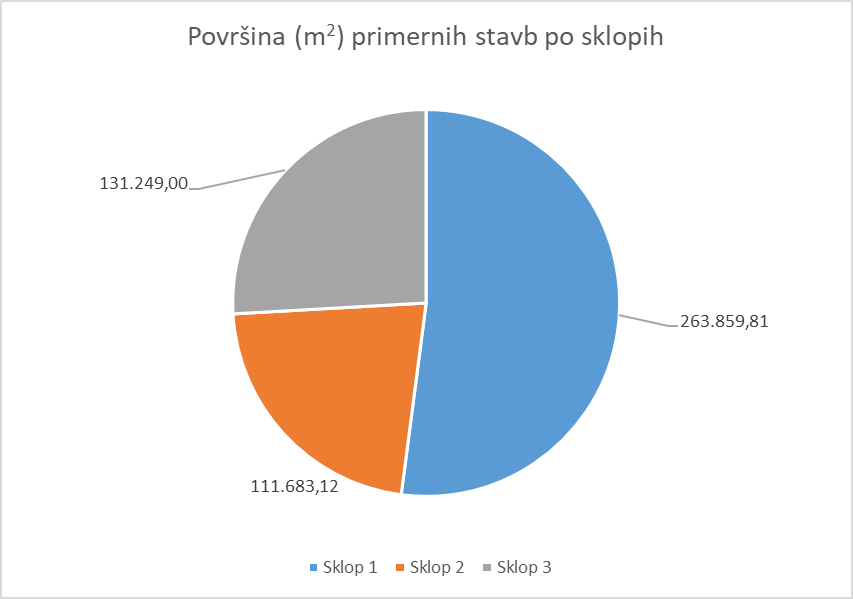 Površina (m²) primernih stavb po sklopih
131.249,00
263.859,81
111.683,12
Sklop 1 Sklop 2 Sklop 3